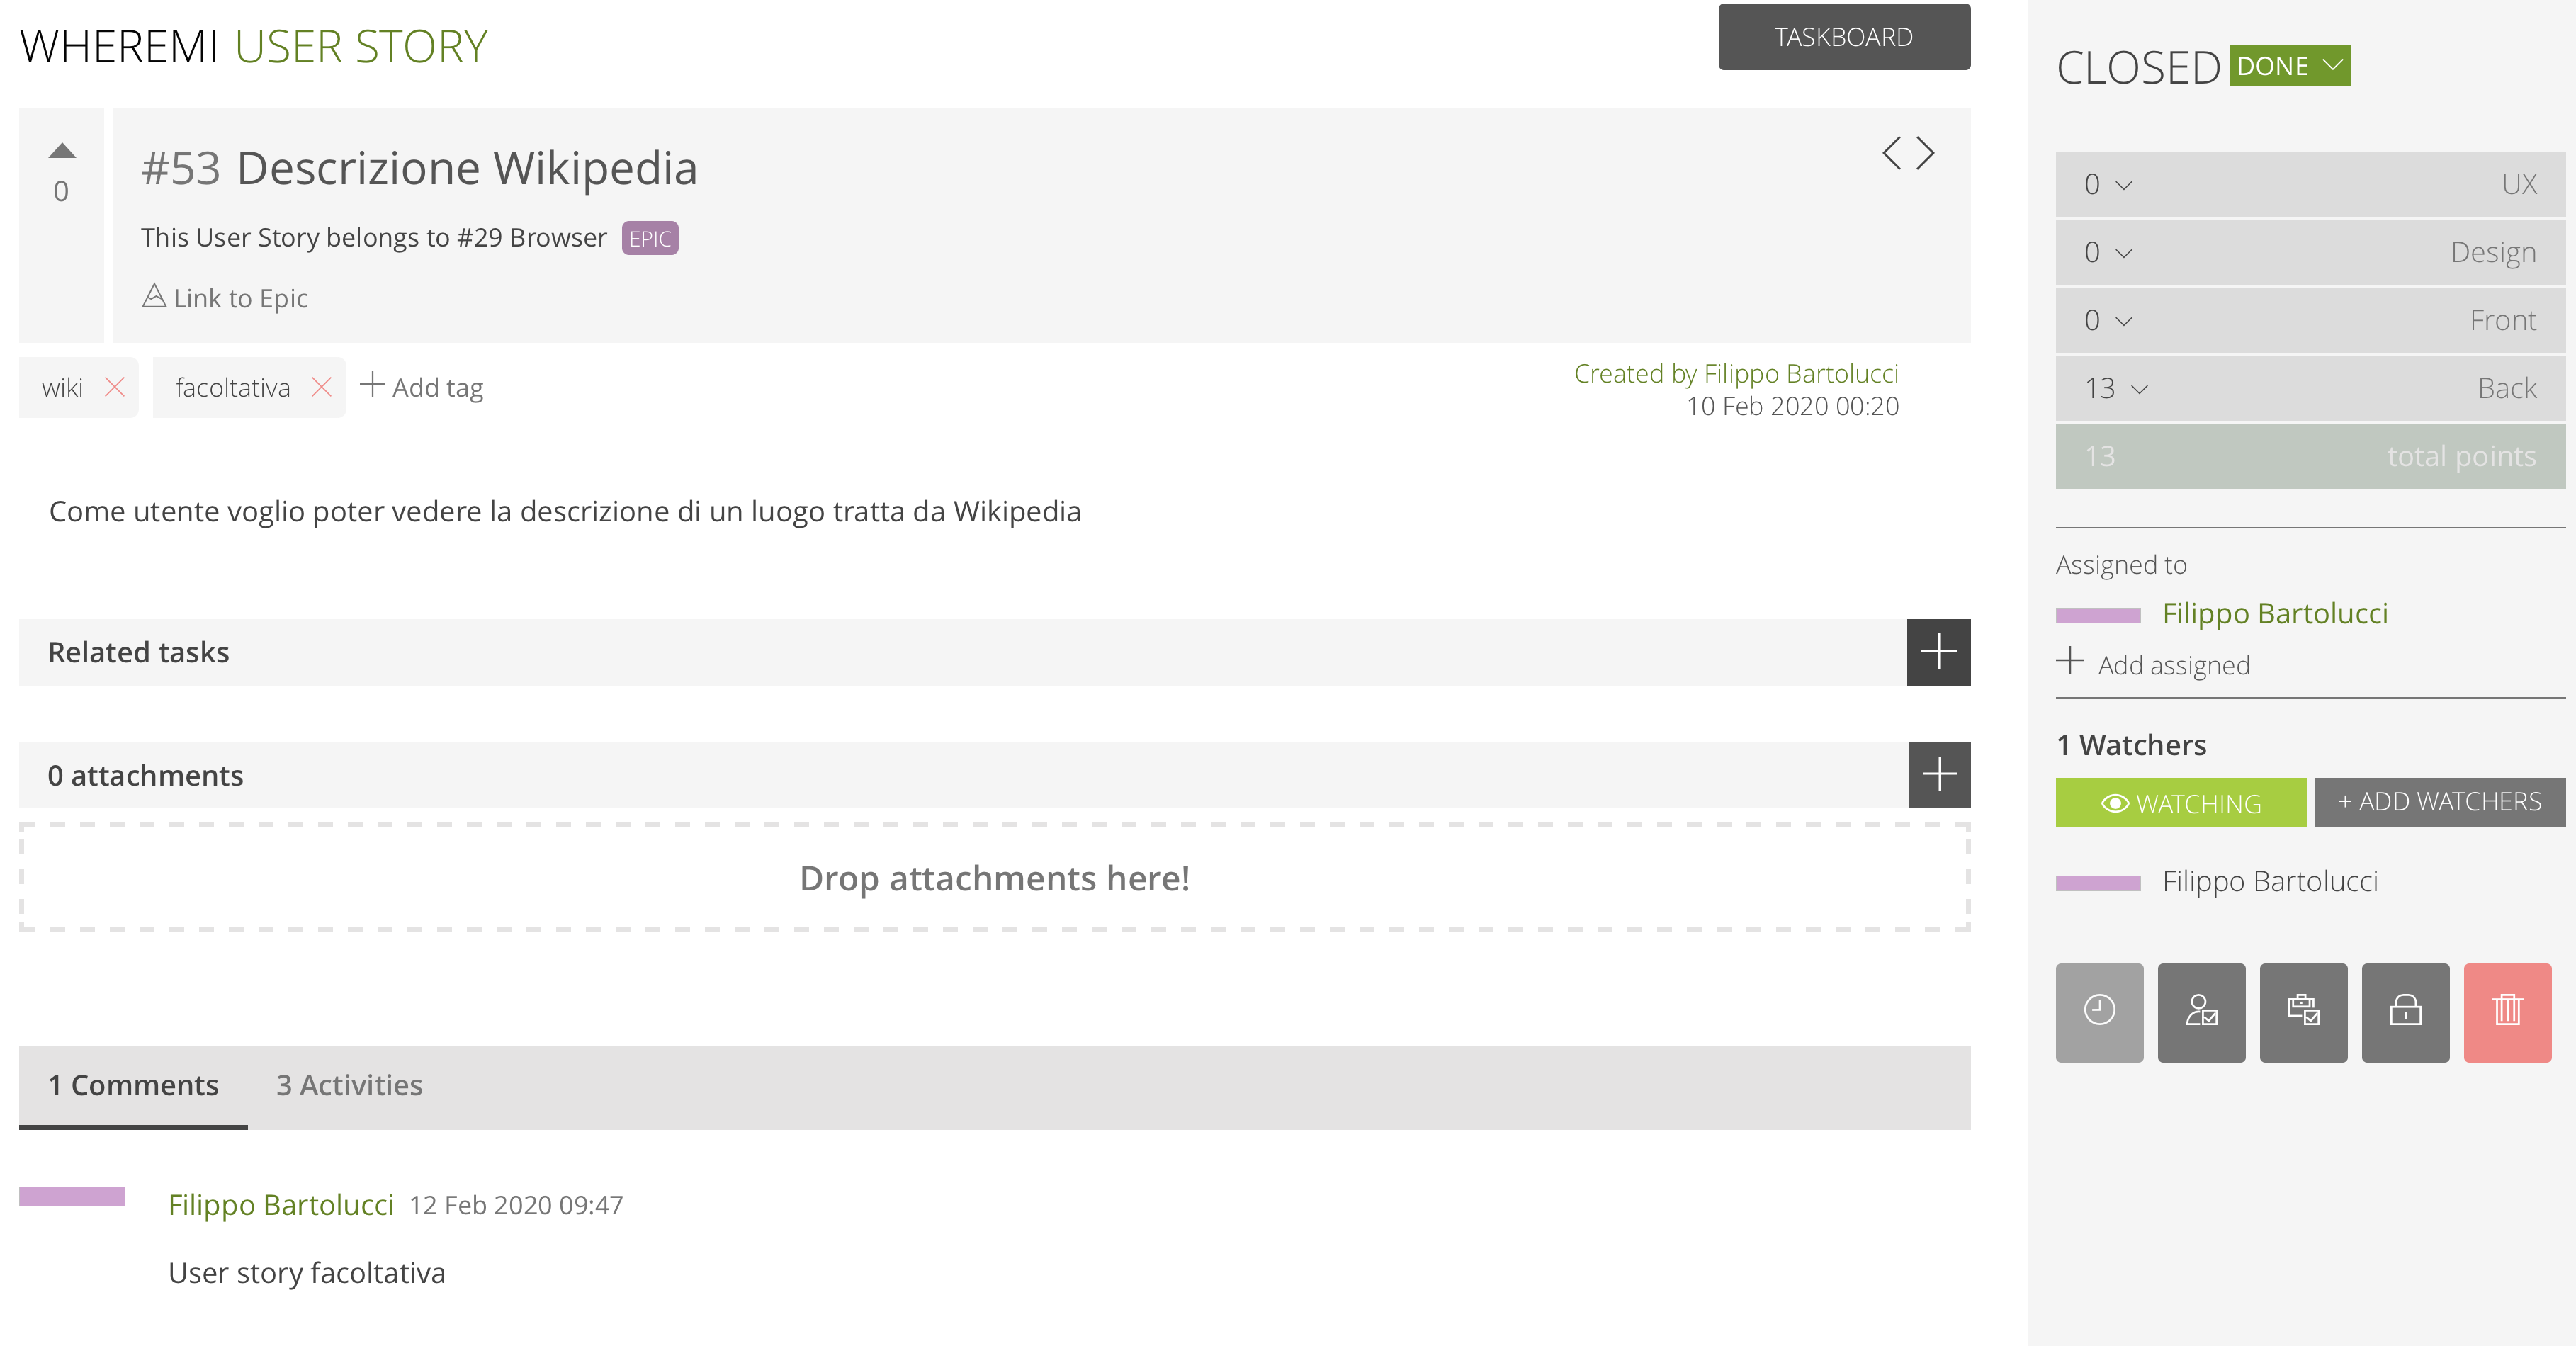 WHEREMI USER STORY
TASKBOARD
0
#53 Descrizione Wikipedia
This User Story belongs to #29 Browser EPIC
Link to Epic
wiki facoltativa Add tag
Created by Filippo Bartolucci
10 Feb 2020 00:20
Come utente voglio poter vedere la descrizione di un luogo tratta da Wikipedia
Related tasks
0 attachments
Drop attachments here!
1 Comments 3 Activities
Filippo Bartolucci 12 Feb 2020 09:47
User story facoltativa
CLOSED DONE
0 UX
0 Design
0 Front
13 Back
13 total points
Assigned to
Filippo Bartolucci
Add assigned
1 Watchers
WATCHING + ADD WATCHERS
Filippo Bartolucci